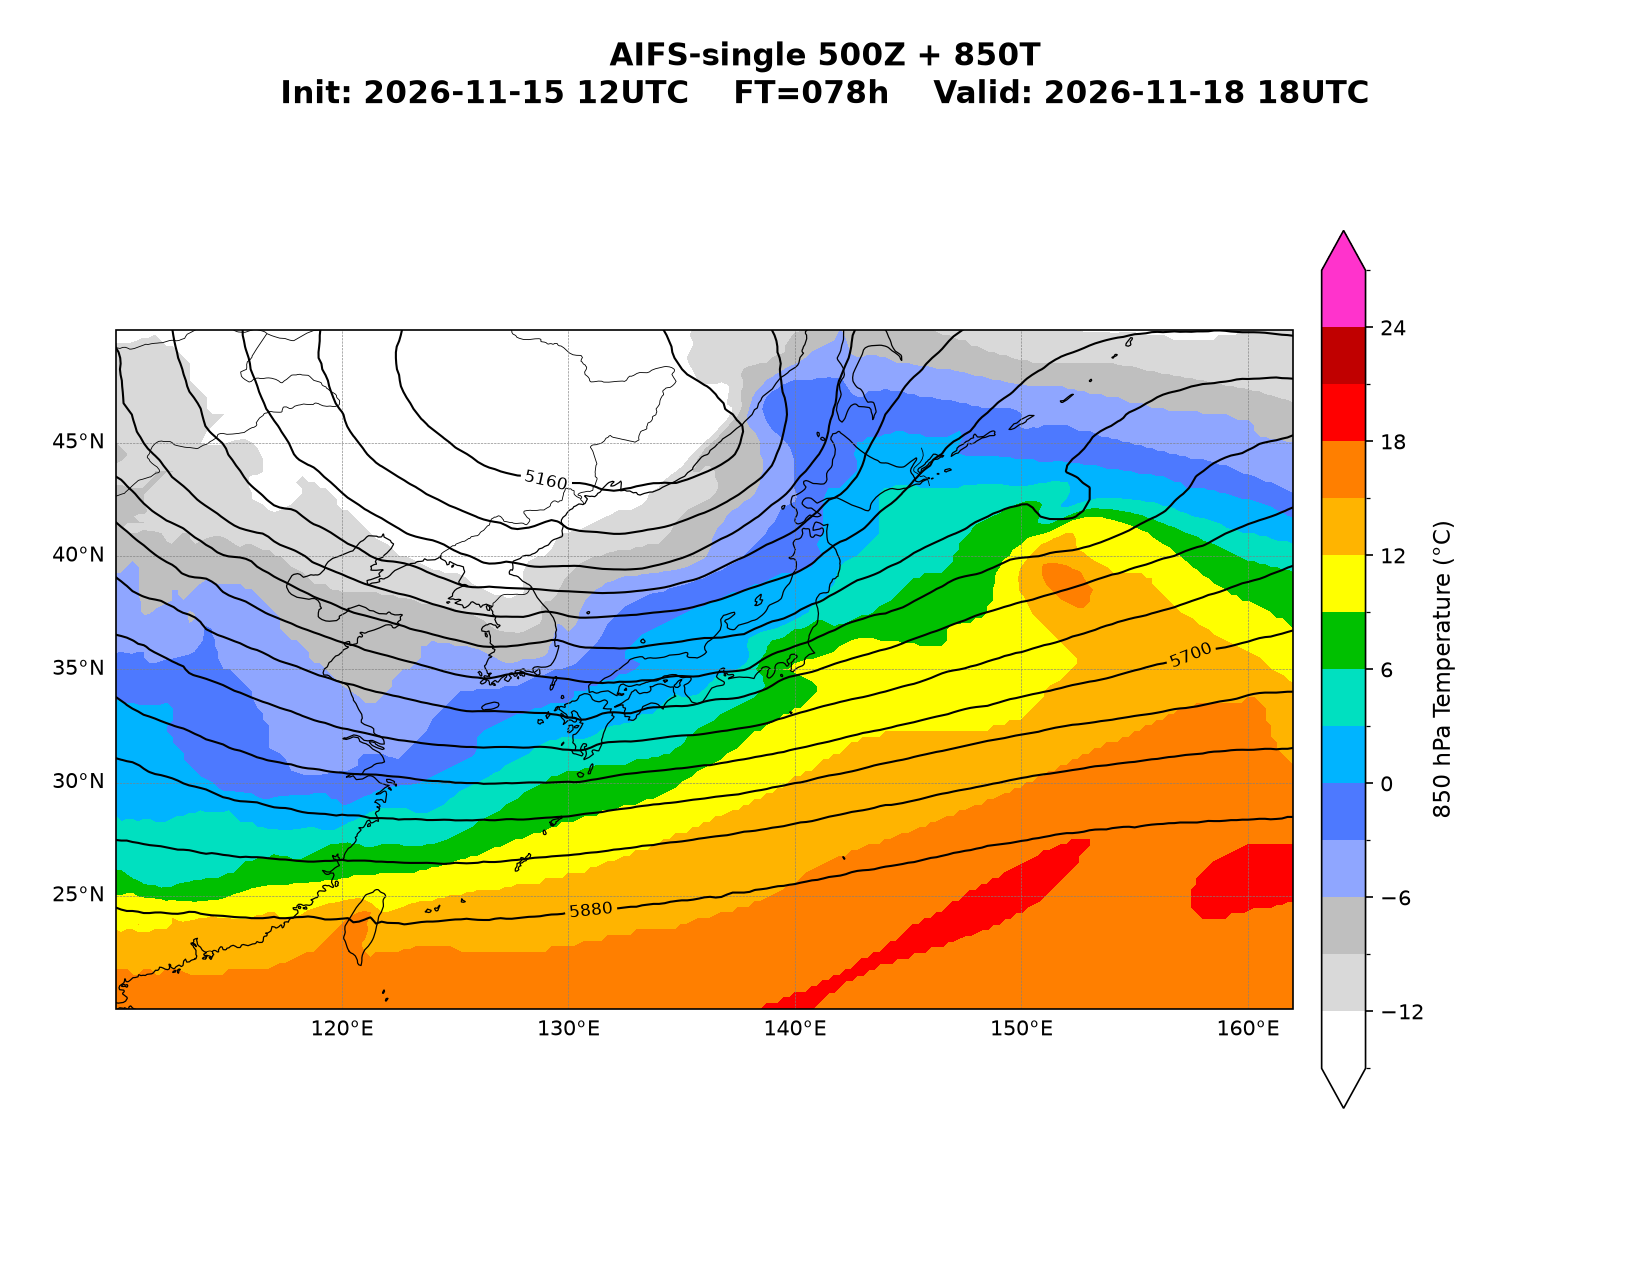 AIFS-single 500Z + 850T
Init: 2026-11-15 12UTC    FT=078h    Valid: 2026-11-18 18UTC
24
45°N
18
5160
40°N
12
850 hPa Temperature (°C)
35°N
5700
6
30°N
0
25°N
5880
−6
−12
120°E
130°E
140°E
150°E
160°E